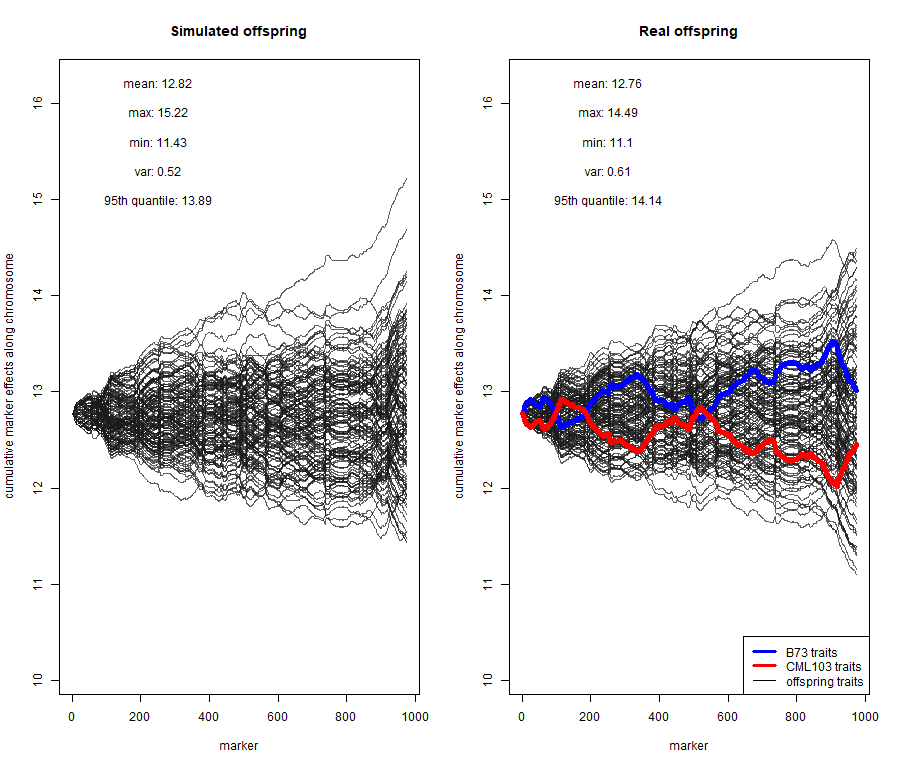 Simulated offspring
mean: 12.82
max: 15.22
min: 11.43
var: 0.52
95th quantile: 13.89
cumulative marker effects along chromosome
16
15
14
13
12
11
10
0 200 400 600 800 1000
marker
Real offspring
mean: 12.76
max: 14.49
min: 11.1
var: 0.61
95th quantile: 14.14
cumulative marker effects along chromosome
16
15
14
13
12
11
10
B73 traits
CML103 traits
offspring traits
0 200 400 600 800 1000
marker